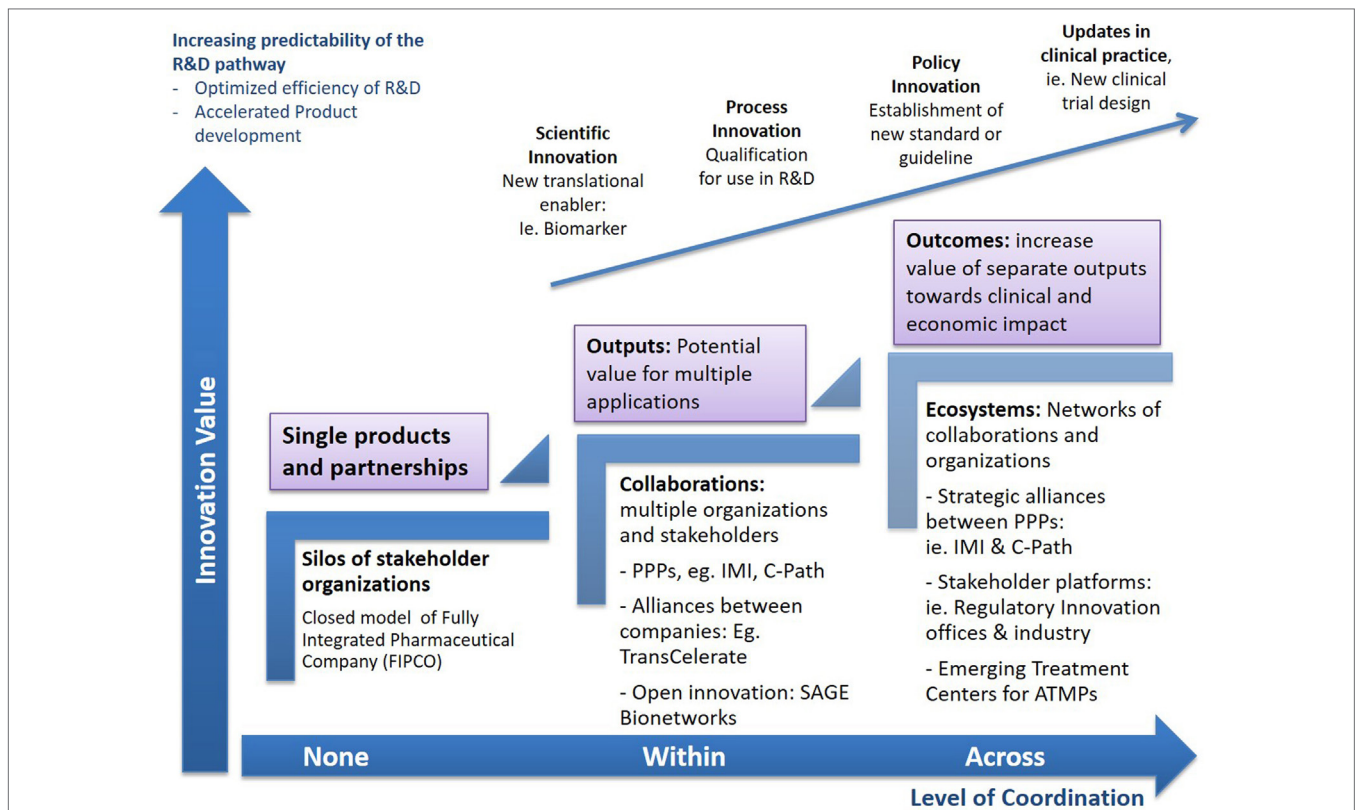 Increasing predictability of the
R&D pathway
- Optimized efficiency of R&D
- Accelerated Product
development
Scientific
Innovation
New translational
enabler:
Ie. Biomarker
Process
Innovation
Qualification
for use in R&D
Policy
Innovation
Establishment of
new standard or
guideline
Updates in
clinical practice,
ie. New clinical
trial design
Innovation Value
Single products
and partnerships
Silos of stakeholder
organizations
Closed model of Fully
Integrated Pharmaceutical
Company (FIPCO)
Outputs: Potential
value for multiple
applications
Collaborations:
multiple organizations
and stakeholders
- PPPs, eg. IMI, C-Path
- Alliances between
companies: Eg.
TransCelerate
- Open innovation: SAGE
Bionetworks
Outcomes: increase
value of separate outputs
towards clinical and
economic impact
Ecosystems: Networks of
collaborations and
organizations
- Strategic alliances
between PPPs:
ie. IMI & C-Path
- Stakeholder platforms:
ie. Regulatory Innovation
offices & industry
- Emerging Treatment
Centers for ATMPs
None
Within
Across
Level of Coordination